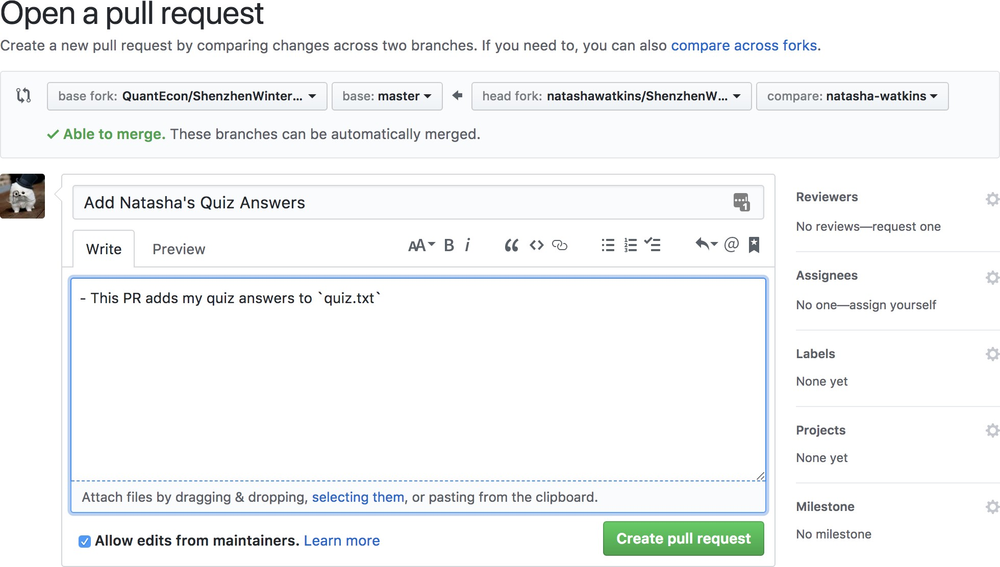 Open a pull request
Create a new pull request by comparing changes across two branches. If you need to, you can also compare across forks.
base fork: QuantEcon/ShenzhenWinter... base: master head fork: natashawatkins/ShenzhenW... compare: natasha-watkins
Able to merge. These branches can be automatically merged.
Add Natasha's Quiz Answers
1
Write Preview
AA B i “ <> @
- This PR adds my quiz answers to `quiz.txt`
Attach files by dragging & dropping, selecting them, or pasting from the clipboard.
Allow edits from maintainers. Learn more
Create pull request
Reviewers
No reviews—request one
Assignees
No one—assign yourself
Labels
None yet
Projects
None yet
Milestone
No milestone